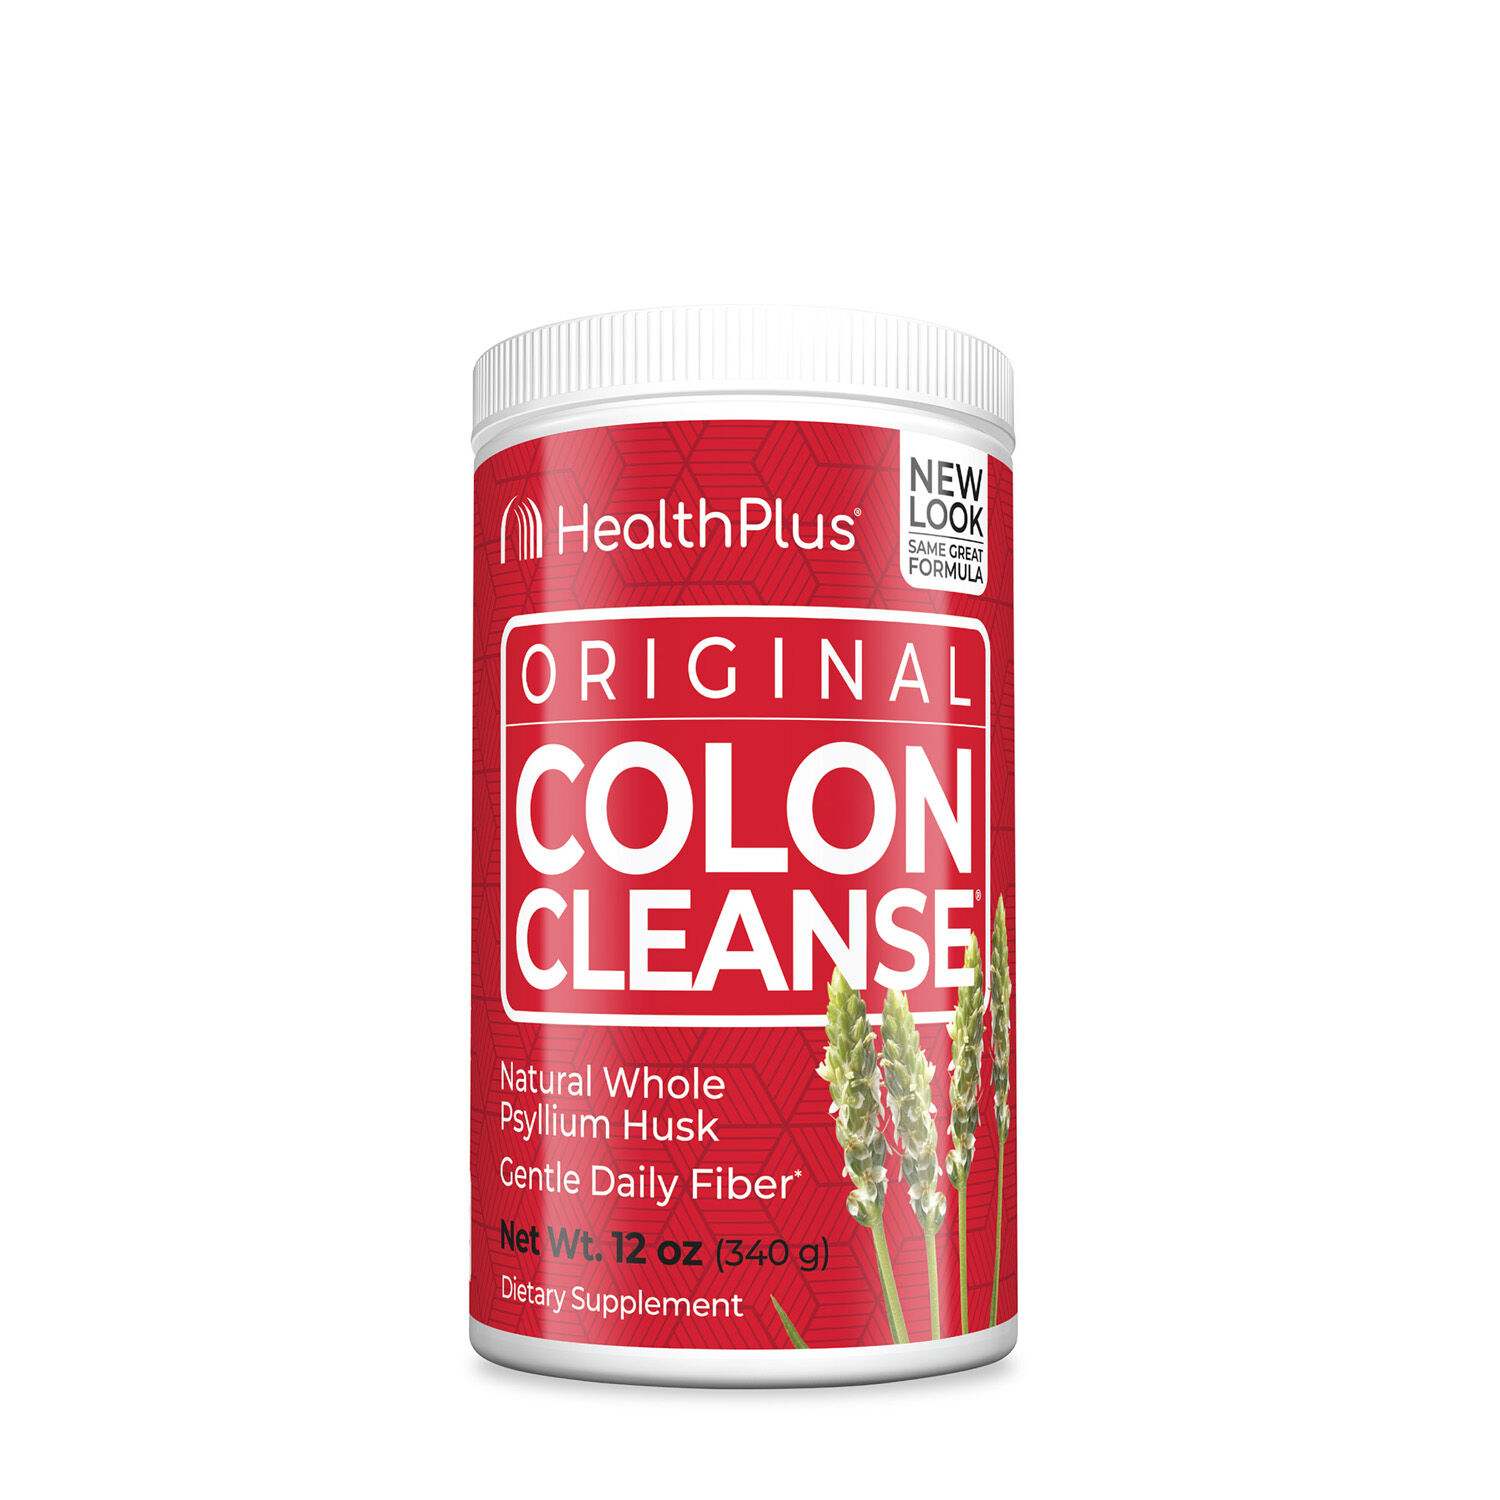 HealthPlus®
NEW
LOOK
SAME GREAT
FORMULA
ORIGINAL
COLON
CLEANSE®
Natural Whole
Psyllium Husk
Gentle Daily Fiber*
Net Wt. 12 oz (340 g)
Dietary Supplement